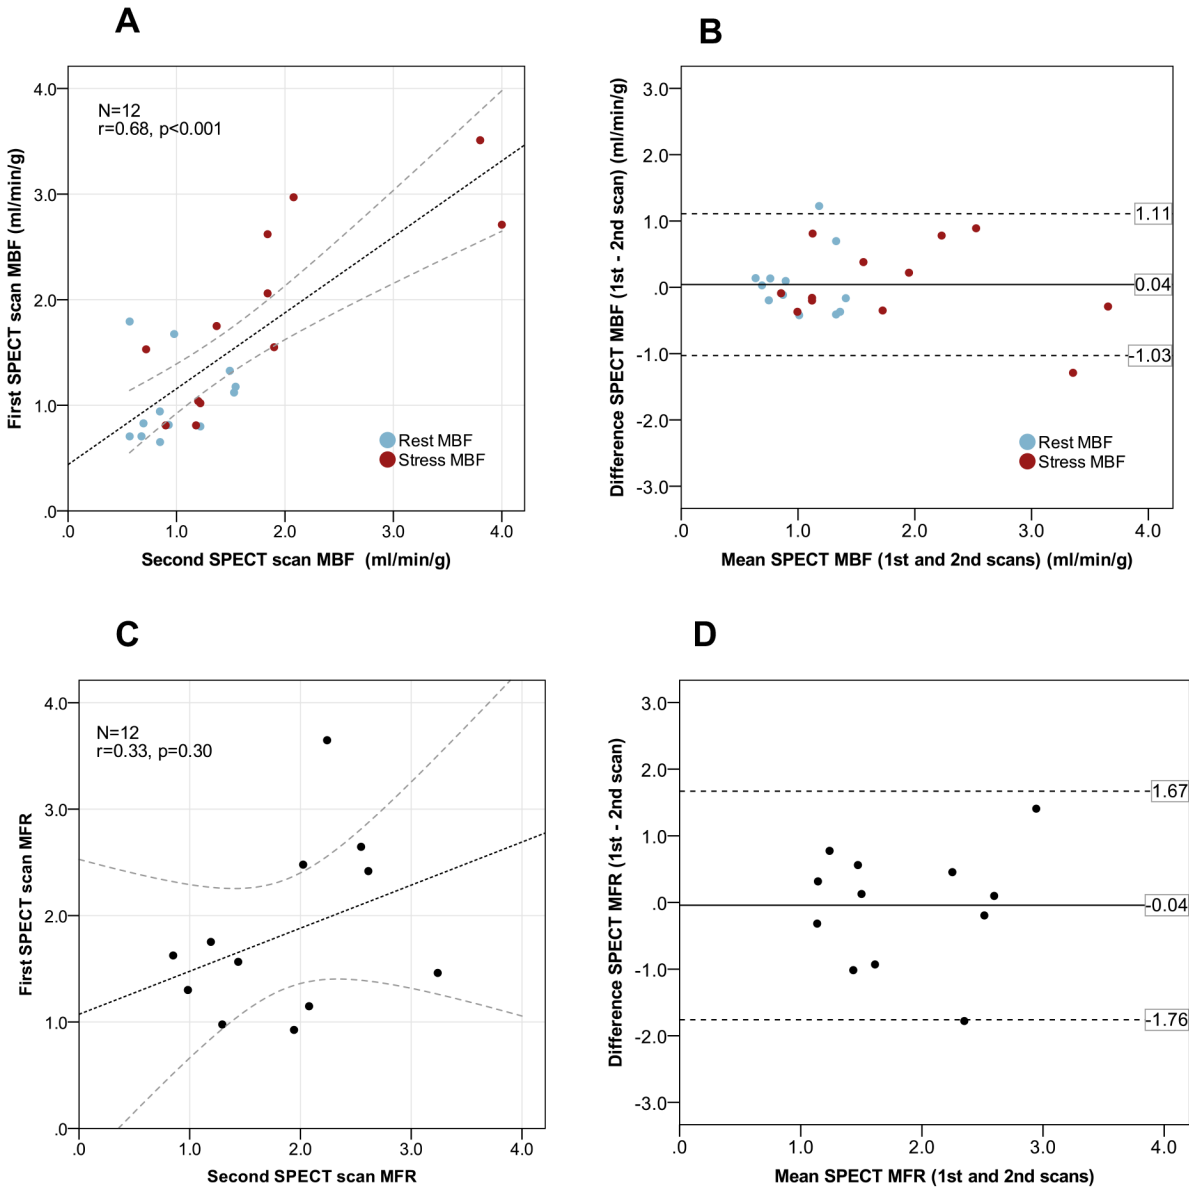 A
N=12
r=0.68, p<0.001
First SPECT scan MBF (ml/min/g)
4.0
3.0
2.0
1.0
.0
Rest MBF
Stress MBF
.0 1.0 2.0 3.0 4.0
Second SPECT scan MBF (ml/min/g)
B
Difference SPECT MBF (1st - 2nd scan) (ml/min/g)
3.0
2.0
1.0
.0
-1.0
-2.0
-3.0
1.11
0.04
-1.03
Rest MBF
Stress MBF
.0 1.0 2.0 3.0 4.0
Mean SPECT MBF (1st and 2nd scans) (ml/min/g)
C
N=12
r=0.33, p=0.30
First SPECT scan MFR
4.0
3.0
2.0
1.0
.0
.0 1.0 2.0 3.0 4.0
Second SPECT scan MFR
D
Difference SPECT MFR (1st - 2nd scan)
3.0
2.0
1.0
.0
-1.0
-2.0
-3.0
1.67
-0.04
-1.76
.0 1.0 2.0 3.0 4.0
Mean SPECT MFR (1st and 2nd scans)